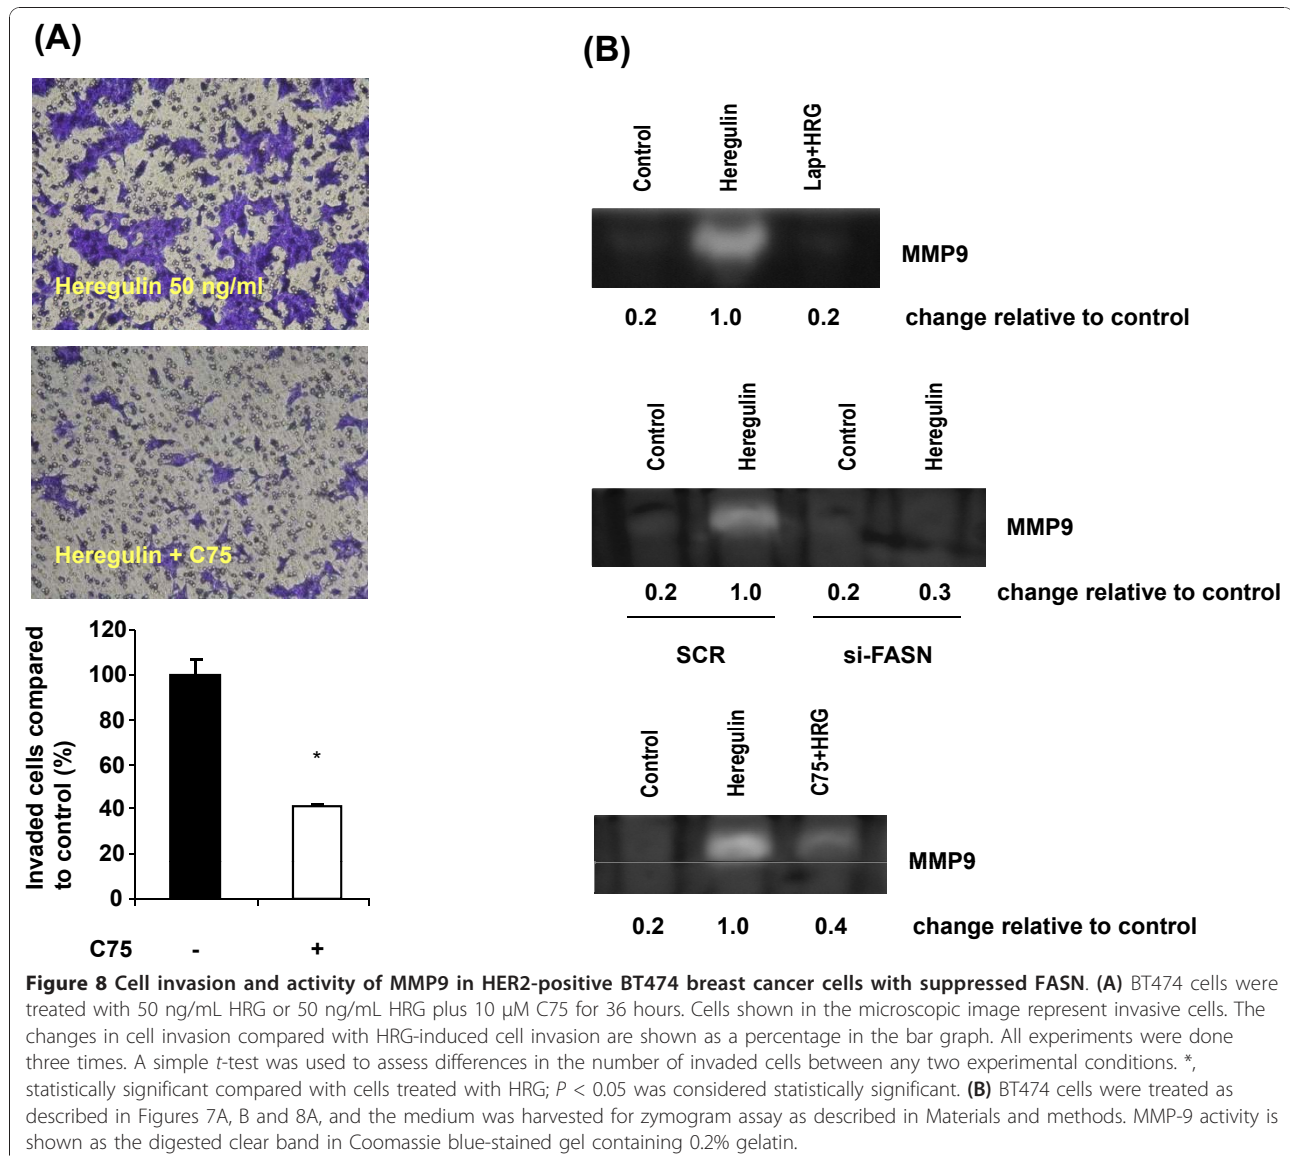 (A)
Heregulin 50 ng/ml
Heregulin + C75
Invaded cells compared
to control (%)
120
100
80
60
40
20
0
*
C75 - +
(B)
Control Heregulin Lap+HRG
MMP9
0.2 1.0 0.2 change relative to control
Control Heregulin Control Heregulin
MMP9
0.2 1.0 0.2 0.3 change relative to control
SCR si-FASN
Control Heregulin C75+HRG
MMP9
0.2 1.0 0.4 change relative to control
Figure 8 Cell invasion and activity of MMP9 in HER2-positive BT474 breast cancer cells with suppressed FASN. (A) BT474 cells were
treated with 50 ng/mL HRG or 50 ng/mL HRG plus 10 μM C75 for 36 hours. Cells shown in the microscopic image represent invasive cells. The
changes in cell invasion compared with HRG-induced cell invasion are shown as a percentage in the bar graph. All experiments were done
three times. A simple t-test was used to assess differences in the number of invaded cells between any two experimental conditions. *,
statistically significant compared with cells treated with HRG; P < 0.05 was considered statistically significant. (B) BT474 cells were treated as
described in Figures 7A, B and 8A, and the medium was harvested for zymogram assay as described in Materials and methods. MMP-9 activity is
shown as the digested clear band in Coomassie blue-stained gel containing 0.2% gelatin.